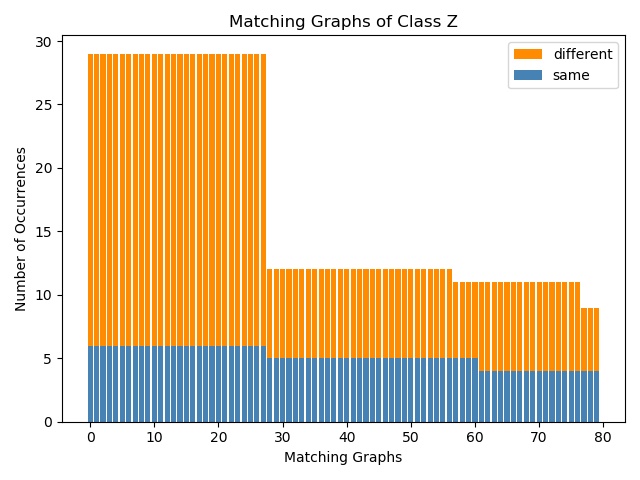 Matching Graphs of Class Z
different
same
Number of Occurrences
30
25
20
15
10
5
0
0 10 20 30 40 50 60 70 80
Matching Graphs